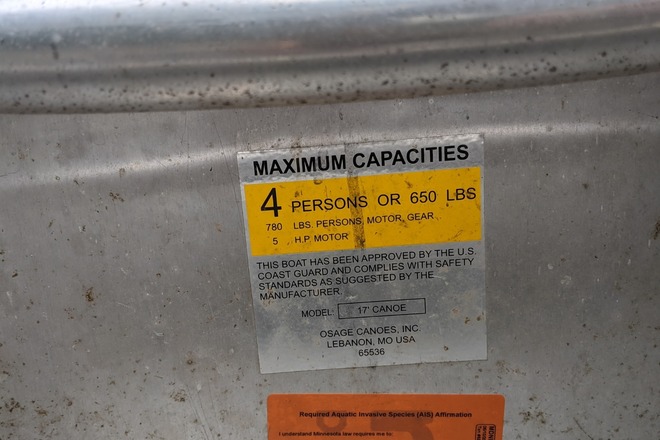 MAXIMUM CAPACITIES
4 PERSONS OR 650 LBS
780 LBS. PERSONS, MOTOR, GEAR
5 H.P. MOTOR
THIS BOAT HAS BEEN APPROVED BY THE U.S.
COAST GUARD AND COMPLIES WITH SAFETY
STANDARDS AS SUGGESTED BY THE
MANUFACTURER.
MODEL: 17' CANOE
OSAGE CANOES, INC.
LEBANON, MO USA
65536
Required Aquatic Invasive Species (AIS) Affirmation
I understand Minnesota law requires me to: